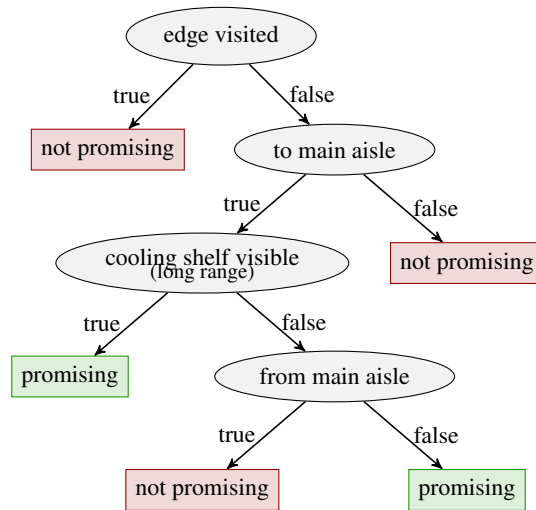 edge visited
true
false
not promising
to main aisle
true
false
cooling shelf visible
(long range)
not promising
true
false
promising
from main aisle
true
false
not promising
promising